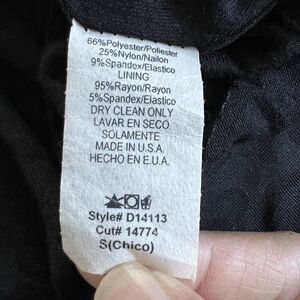 66%Polyester/Poliester
25%Nylon/Nailon
9%Spandex/Elastico
LINING
95%Rayon/Rayon
5%Spandex/Elastico
DRY CLEAN ONLY
LAVAR EN SECO
SOLAMENTE
MADE IN U.S.A.
HECHO EN E.U.A.
Style# D14113
Cut# 14774
S(Chico)